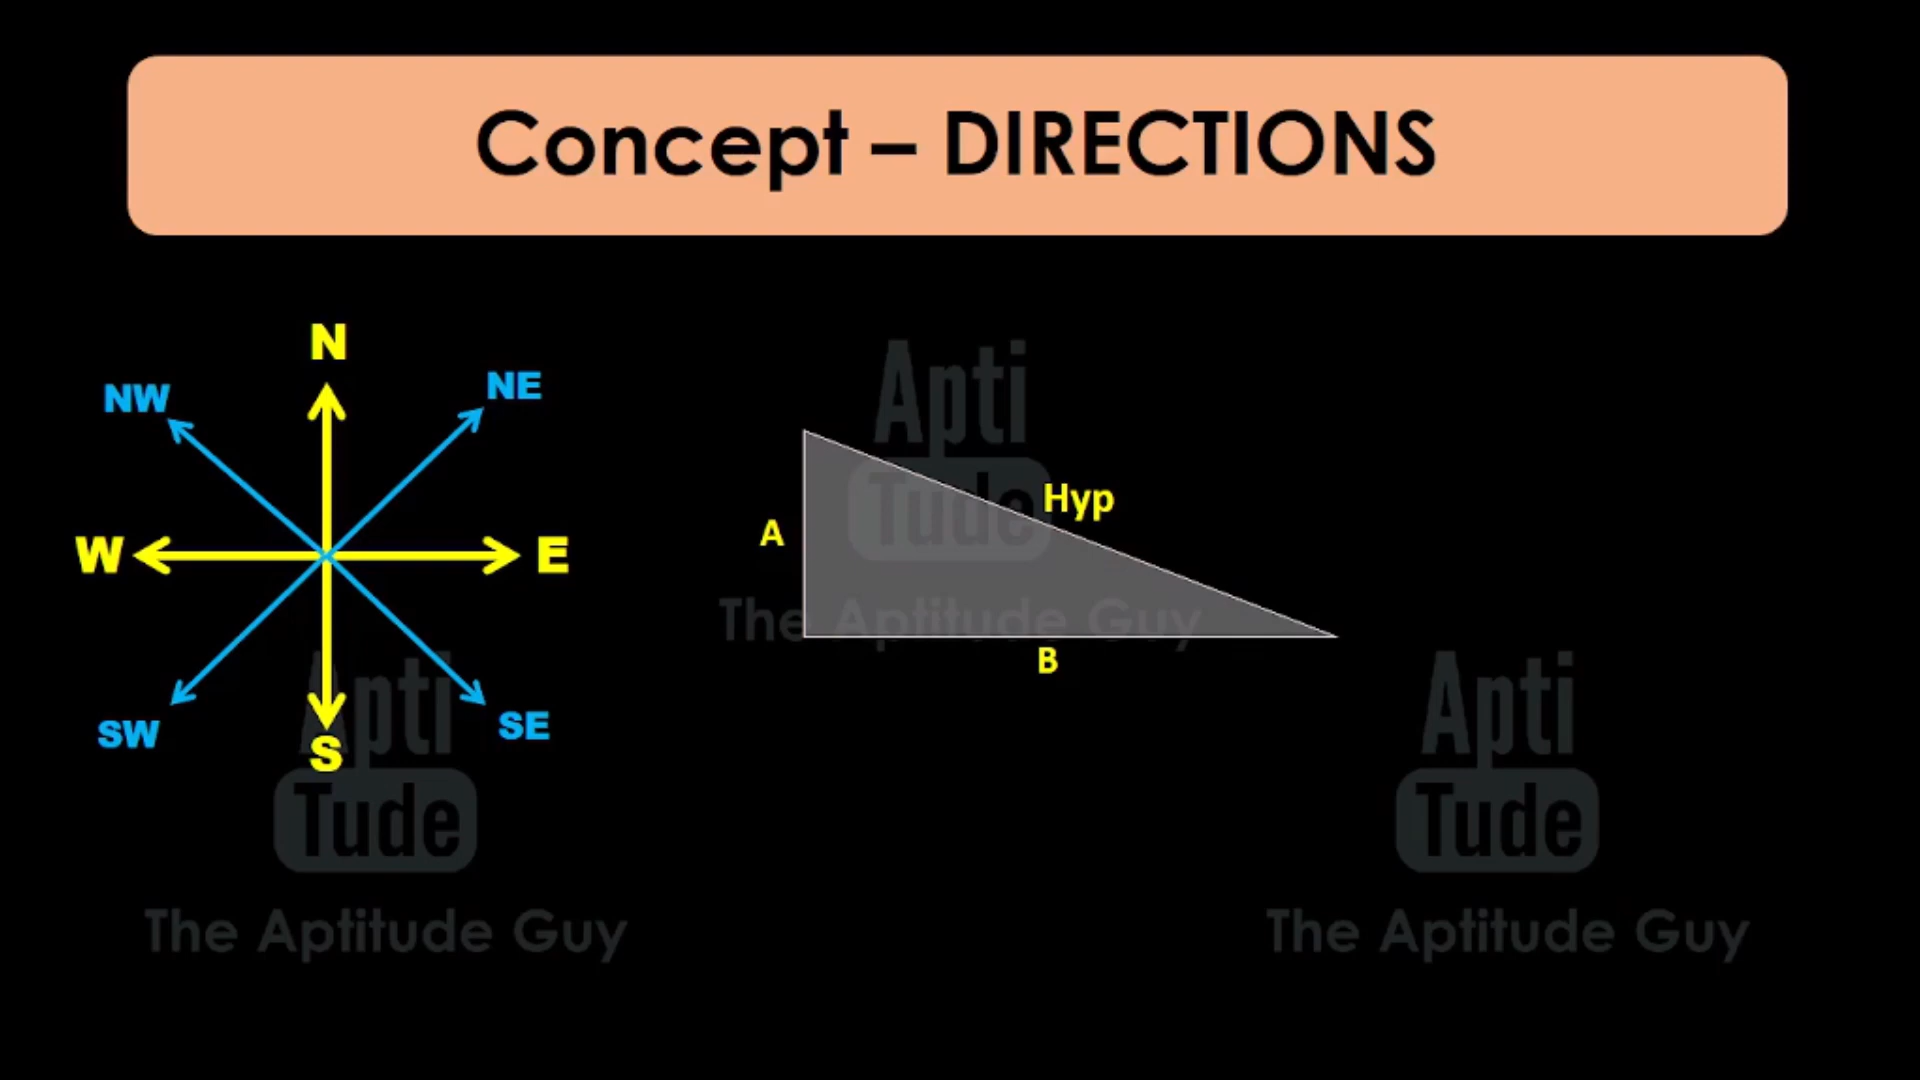 Concept – DIRECTIONS
N
NW
NE
W
E
SW
SE
S
A
Hyp
B
Apti
Tude
The Aptitude Guy
Apti
Tude
The Aptitude Guy
Apti
Tude
The Aptitude Guy